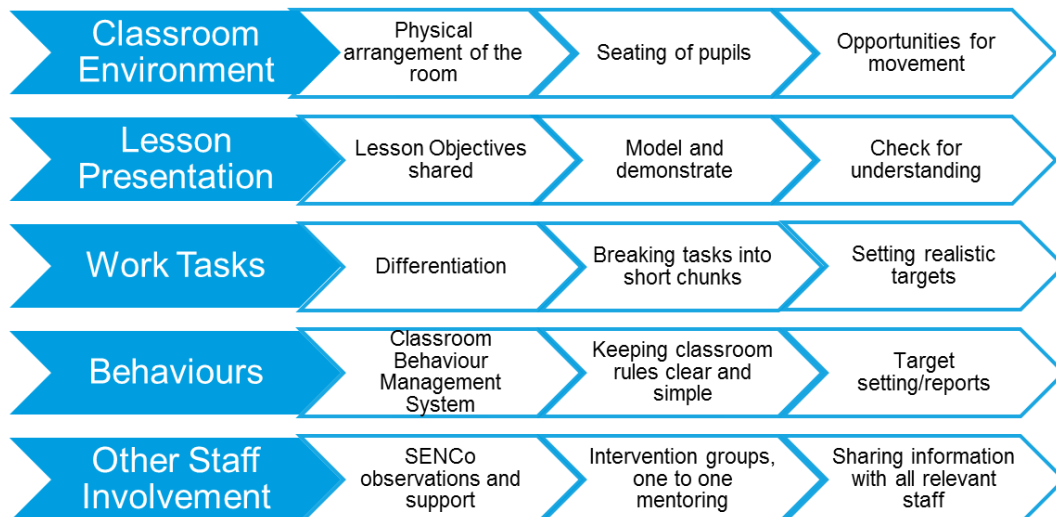 Classroom
Environment
Physical
arrangement of the
room
Seating of pupils
Opportunities for
movement
Lesson
Presentation
Lesson Objectives
shared
Model and
demonstrate
Check for
understanding
Work Tasks
Differentiation
Breaking tasks into
short chunks
Setting realistic
targets
Behaviours
Classroom
Behaviour
Management
System
Keeping classroom
rules clear and
simple
Target
setting/reports
Other Staff
Involvement
SENCo
observations and
support
Intervention groups,
one to one
mentoring
Sharing information
with all relevant
staff